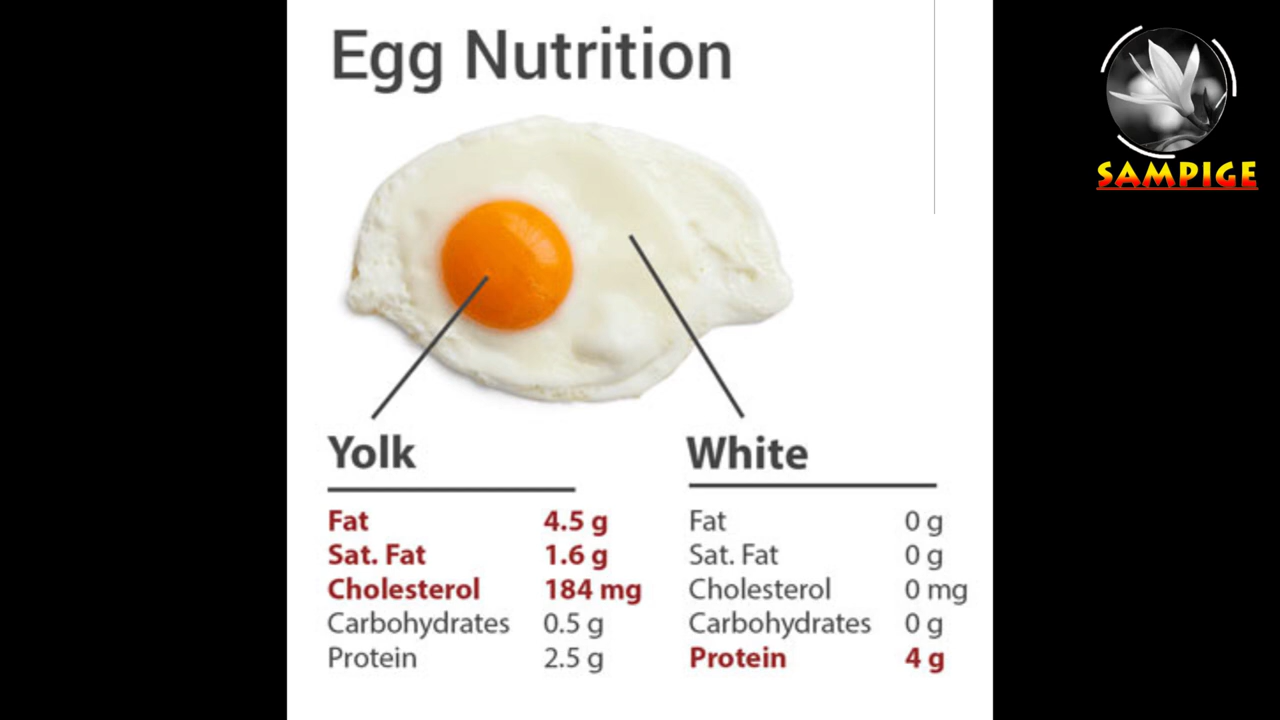 Egg Nutrition
SAMPIGE
Yolk
Fat 4.5 g
Sat. Fat 1.6 g
Cholesterol 184 mg
Carbohydrates 0.5 g
Protein 2.5 g
White
Fat 0 g
Sat. Fat 0 g
Cholesterol 0 mg
Carbohydrates 0 g
Protein 4 g